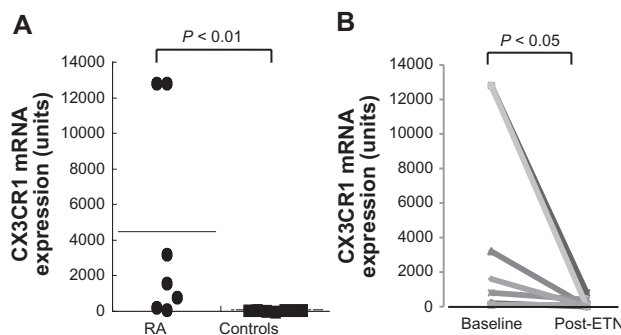 A
P < 0.01
CX3CR1 mRNA
expression (units)
14000
12000
10000
8000
6000
4000
2000
0
RA
Controls
B
P < 0.05
CX3CR1 mRNA
expression (units)
14000
12000
10000
8000
6000
4000
2000
0
Baseline
Post-ETN